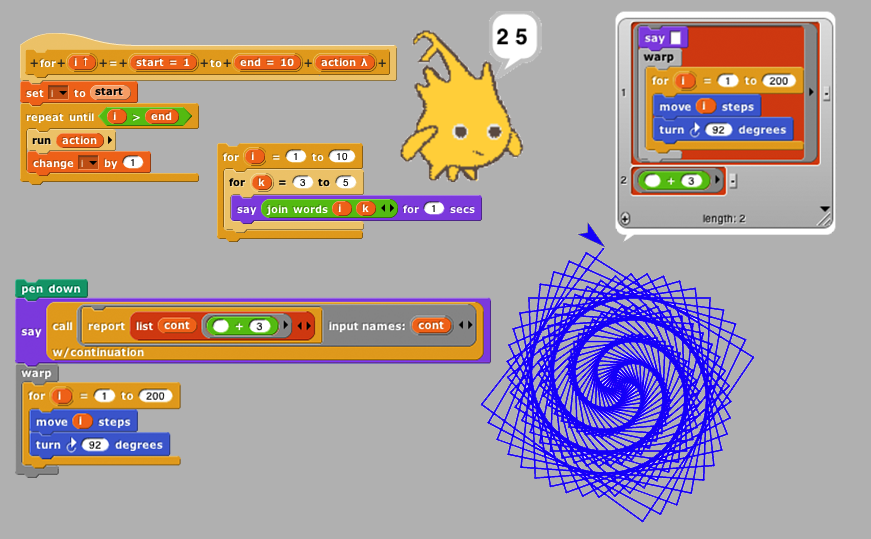 +for+ i ↑ += + start = 1 + to + end = 10 + action λ +
set i to start
repeat until i > end
run action
change i by 1
for i = 1 to 10
for k = 3 to 5
say join words i k for 1 secs
2 5
1
say
warp
for i = 1 to 200
move i steps
turn 92 degrees
2
+ 3
length: 2
pen down
say call report list cont + 3 input names: cont
w/continuation
warp
for i = 1 to 200
move i steps
turn 92 degrees